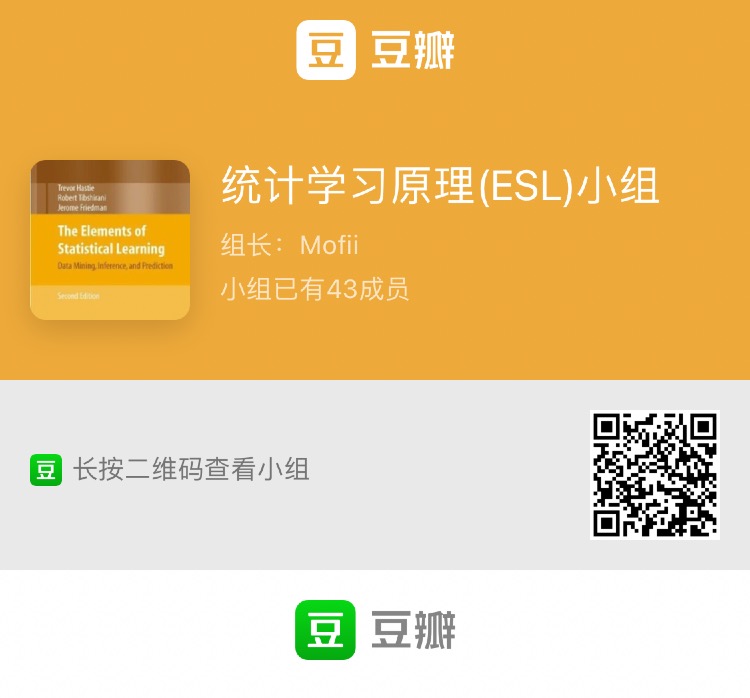 豆 豆瓣
Trevor Hastie
Robert Tibshirani
Jerome Friedman
The Elements of
Statistical Learning
Data Mining, Inference, and Prediction
Second Edition
统计学习原理(ESL)小组
组长：Mofii
小组已有43成员
豆 长按二维码查看小组
豆 豆瓣